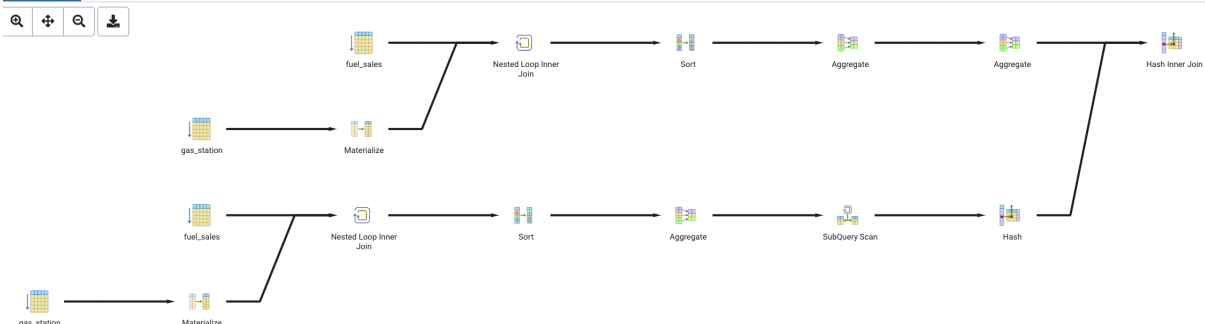 fuel_sales
Nested Loop Inner
Join
Sort
Aggregate
Aggregate
Hash Inner Join
gas_station
Materialize
fuel_sales
Nested Loop Inner
Join
Sort
Aggregate
SubQuery Scan
Hash
gas_station
Materialize